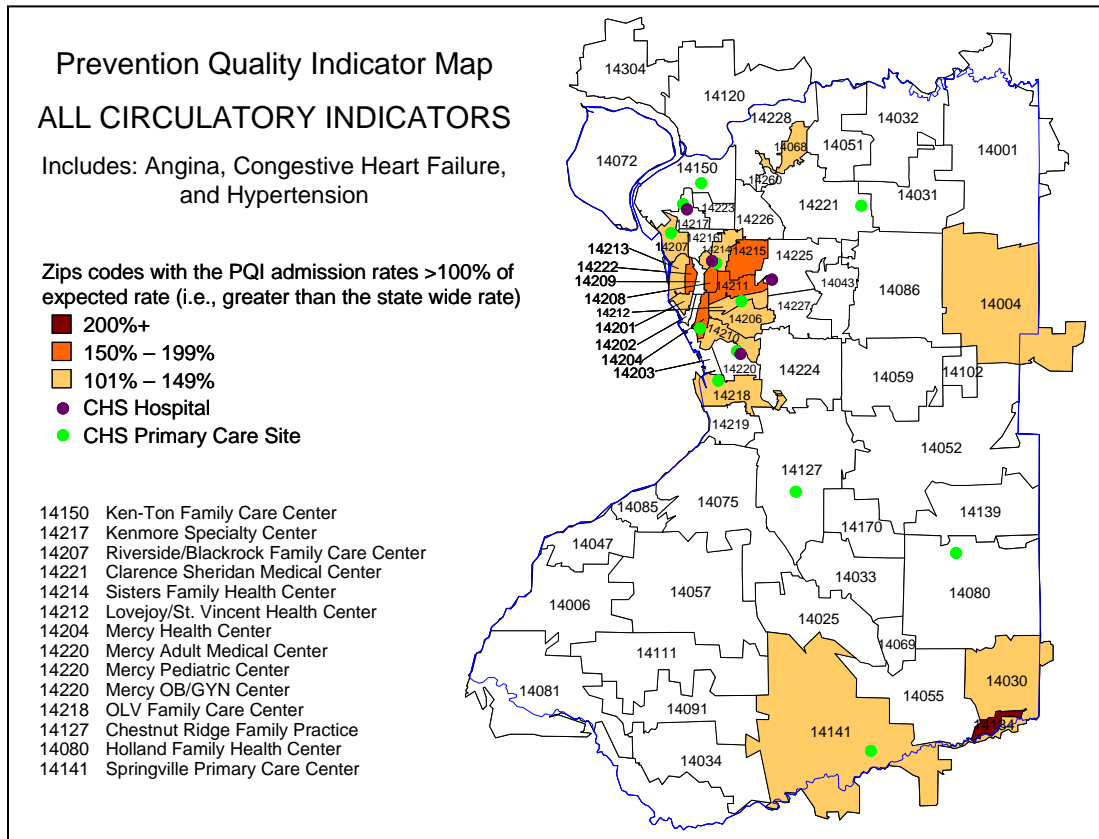 Prevention Quality Indicator Map
ALL CIRCULATORY INDICATORS
Includes: Angina, Congestive Heart Failure,
and Hypertension
Zips codes with the PQI admission rates >100% of
expected rate (i.e., greater than the state wide rate)
200%+
150% – 199%
101% – 149%
CHS Hospital
CHS Primary Care Site
14150 Ken-Ton Family Care Center
14217 Kenmore Specialty Center
14207 Riverside/Blackrock Family Care Center
14221 Clarence Sheridan Medical Center
14214 Sisters Family Health Center
14212 Lovejoy/St. Vincent Health Center
14204 Mercy Health Center
14220 Mercy Adult Medical Center
14220 Mercy Pediatric Center
14220 Mercy OB/GYN Center
14218 OLV Family Care Center
14127 Chestnut Ridge Family Practice
14080 Holland Family Health Center
14141 Springville Primary Care Center
14304
14120
14228
14032
14068
14051
14001
14072
14150
14260
14031
14223
14221
14217
14226
14216
14207
14214
14215
14225
14213
14222
14209
14208
14212
14201
14202
14204
14203
14211
14043
14086
14004
14227
14206
14210
14220
14224
14059
14102
14218
14219
14052
14127
14075
14085
14139
14170
14047
14033
14057
14080
14006
14025
14069
14111
14030
14081
14055
14091
14134
14141
14034